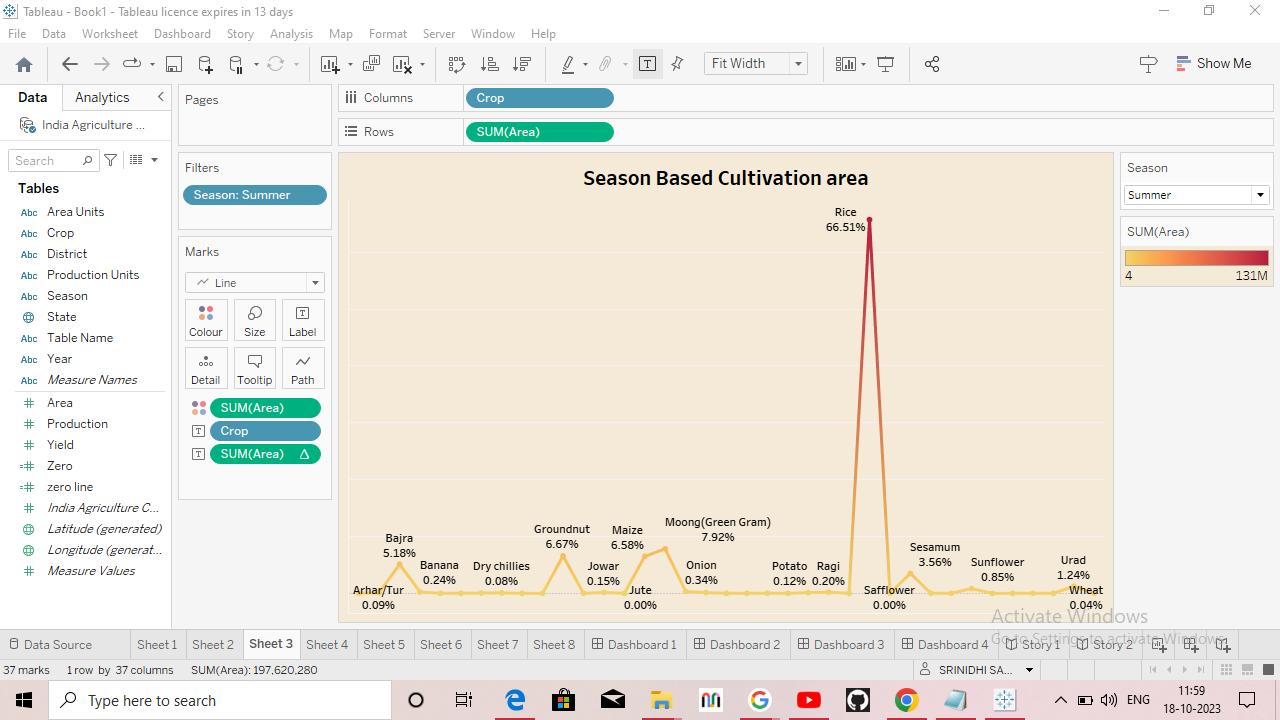 Tableau - Book1 - Tableau licence expires in 13 days
File Data Worksheet Dashboard Story Analysis Map Format Server Window Help
Fit Width
Show Me
Data Analytics
India Agriculture ...
Search
Tables
Abc Area Units
Abc Crop
Abc District
Abc Production Units
Abc Season
State
Abc Table Name
Abc Year
Abc Measure Names
Area
Production
Yield
Zero
zero line
India Agriculture C...
Latitude (generated)
Longitude (generat...
Measure Values
Pages
Filters
Season: Summer
Marks
Line
Colour Size Label
Detail Tooltip Path
SUM(Area)
Crop
SUM(Area) Δ
Columns Crop
Rows SUM(Area)
Season Based Cultivation area
Rice
66.51%
Bajra
5.18%
Groundnut
6.67%
Maize
6.58%
Moong(Green Gram)
7.92%
Banana
0.24%
Dry chillies
0.08%
Jowar
0.15%
Onion
0.34%
Potato
0.12%
Ragi
0.20%
Sesamum
3.56%
Sunflower
0.85%
Urad
1.24%
Arhar/Tur
0.09%
Jute
0.00%
Safflower
0.00%
Wheat
0.04%
Season
Summer
SUM(Area)
4 131M
Activate Windows
Go to Settings to activate Windows.
Data Source Sheet 1 Sheet 2 Sheet 3 Sheet 4 Sheet 5 Sheet 6 Sheet 7 Sheet 8 Dashboard 1 Dashboard 2 Dashboard 3 Dashboard 4 Story 1 Story 2
37 marks 1 row by 37 columns SUM(Area): 197,620,280
SRINIDHI SA...
Type here to search
ENG
11:59
18-10-2023